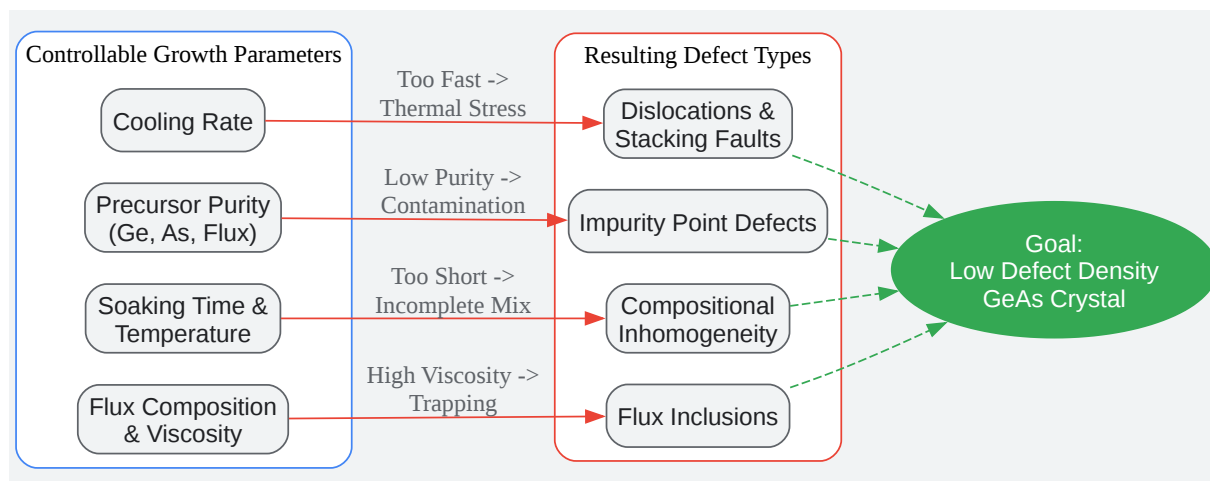 Controllable Growth Parameters
Cooling Rate
Precursor Purity
(Ge, As, Flux)
Soaking Time &
Temperature
Flux Composition
& Viscosity
Too Fast ->
Thermal Stress
Low Purity ->
Contamination
Too Short ->
Incomplete Mix
High Viscosity ->
Trapping
Resulting Defect Types
Dislocations &
Stacking Faults
Impurity Point Defects
Compositional
Inhomogeneity
Flux Inclusions
Goal:
Low Defect Density
GeAs Crystal